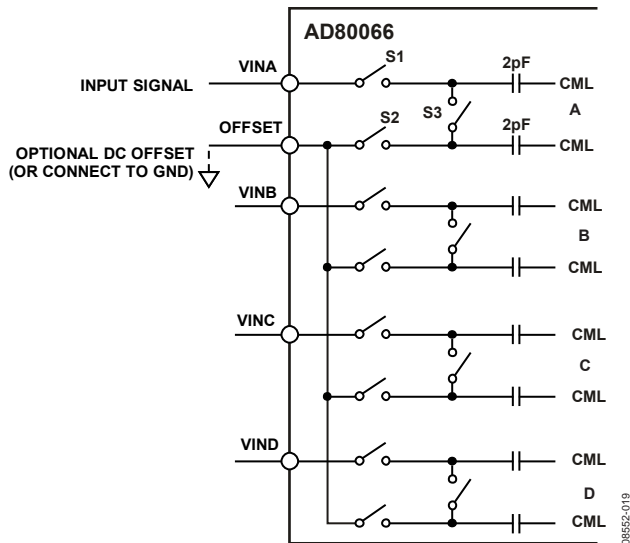 AD80066
S1
VINA
2pF
INPUT SIGNAL
CML
A
S3
OFFSET
S2
2pF
CML
OPTIONAL DC OFFSET
(OR CONNECT TO GND)
VINB
CML
B
CML
VINC
CML
C
CML
VIND
CML
D
CML
08552-019